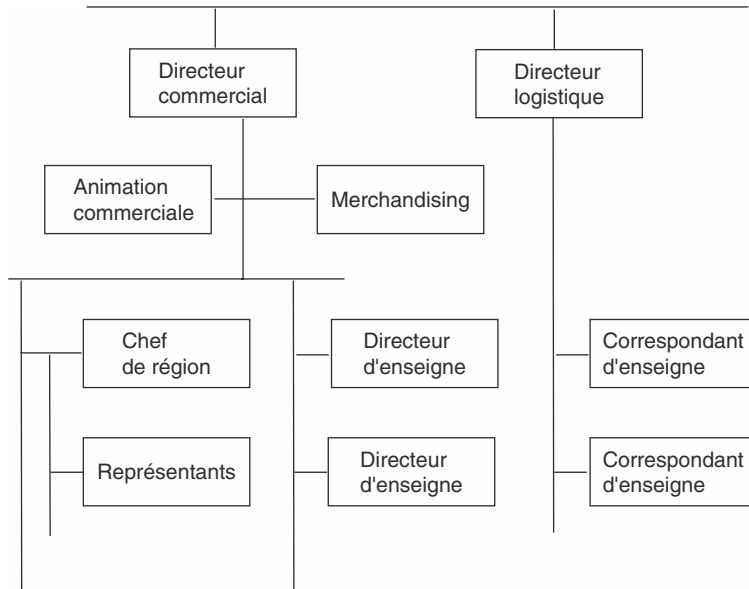 Directeur
commercial
Directeur
logistique
Animation
commerciale
Merchandising
Chef
de région
Directeur
d'enseigne
Correspondant
d'enseigne
Représentants
Directeur
d'enseigne
Correspondant
d'enseigne